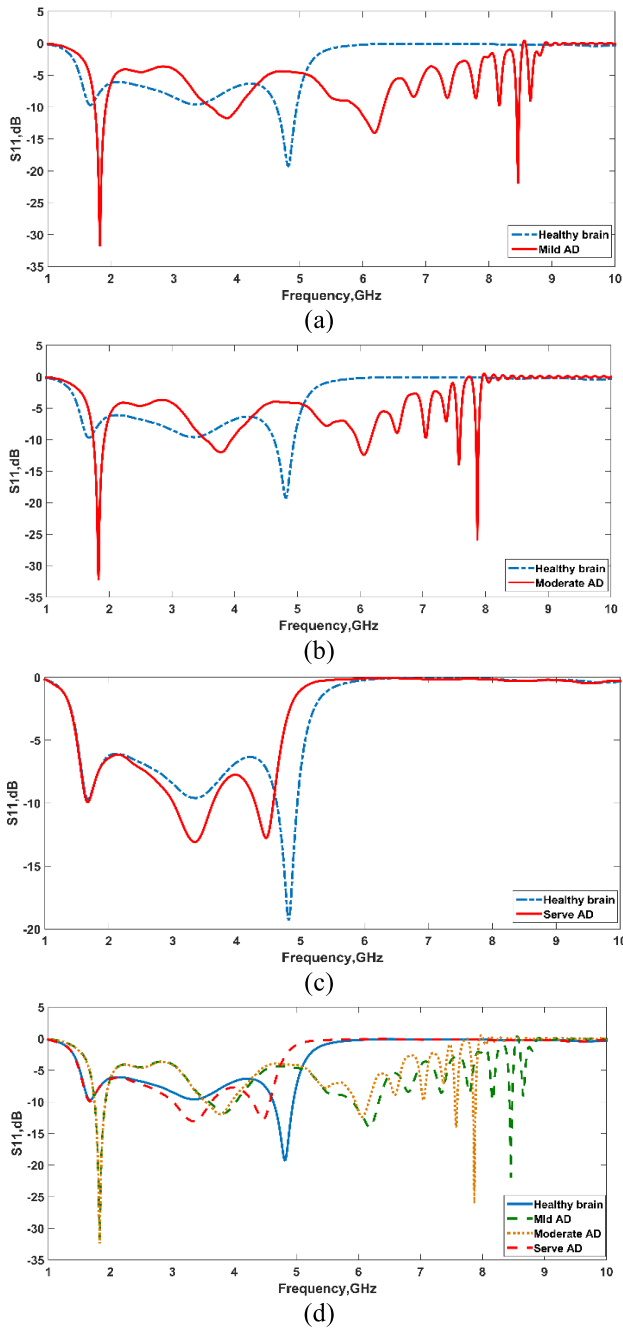 5
0
-5
-10
-15
-20
-25
-30
-35
S11,dB
1 2 3 4 5 6 7 8 9 10
Frequency,GHz
Healthy brain
Mild AD
(a)
5
0
-5
-10
-15
-20
-25
-30
-35
S11,dB
1 2 3 4 5 6 7 8 9 10
Frequency,GHz
Healthy brain
Moderate AD
(b)
0
-5
-10
-15
-20
S11,dB
1 2 3 4 5 6 7 8 9 10
Frequency,GHz
Healthy brain
Serve AD
(c)
5
0
-5
-10
-15
-20
-25
-30
-35
S11,dB
1 2 3 4 5 6 7 8 9 10
Frequency,GHz
Healthy brain
Mld AD
Moderate AD
Serve AD
(d)